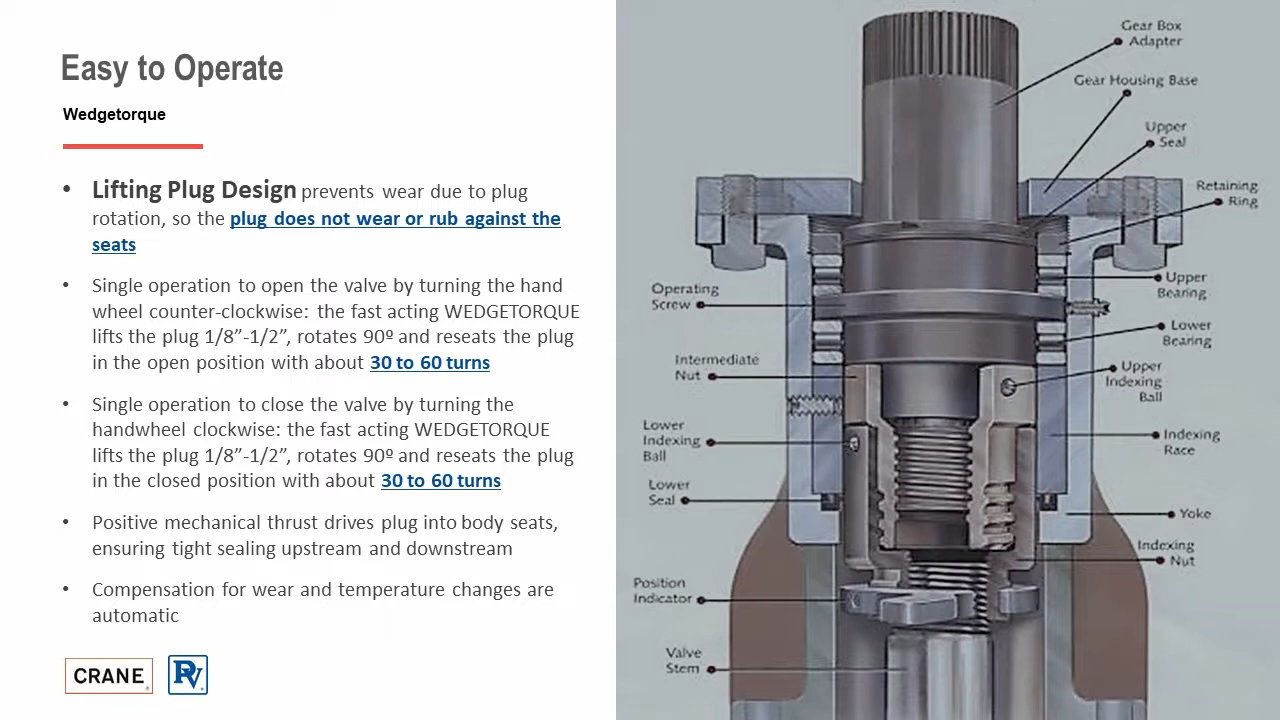 Easy to Operate
Wedgetorque
• Lifting Plug Design prevents wear due to plug
rotation, so the plug does not wear or rub against the
seats
• Single operation to open the valve by turning the hand
wheel counter-clockwise: the fast acting WEDGETORQUE
lifts the plug 1/8”-1/2”, rotates 90º and reseats the plug
in the open position with about 30 to 60 turns
• Single operation to close the valve by turning the
handwheel clockwise: the fast acting WEDGETORQUE
lifts the plug 1/8”-1/2”, rotates 90º and reseats the plug
in the closed position with about 30 to 60 turns
• Positive mechanical thrust drives plug into body seats,
ensuring tight sealing upstream and downstream
• Compensation for wear and temperature changes are
automatic
CRANE®
PV®
Gear Box
Adapter
Gear Housing Base
Upper
Seal
Retaining
Ring
Operating
Screw
Upper
Bearing
Lower
Bearing
Intermediate
Nut
Upper
Indexing
Ball
Lower
Indexing
Ball
Indexing
Race
Lower
Seal
Yoke
Indexing
Nut
Position
Indicator
Valve
Stem